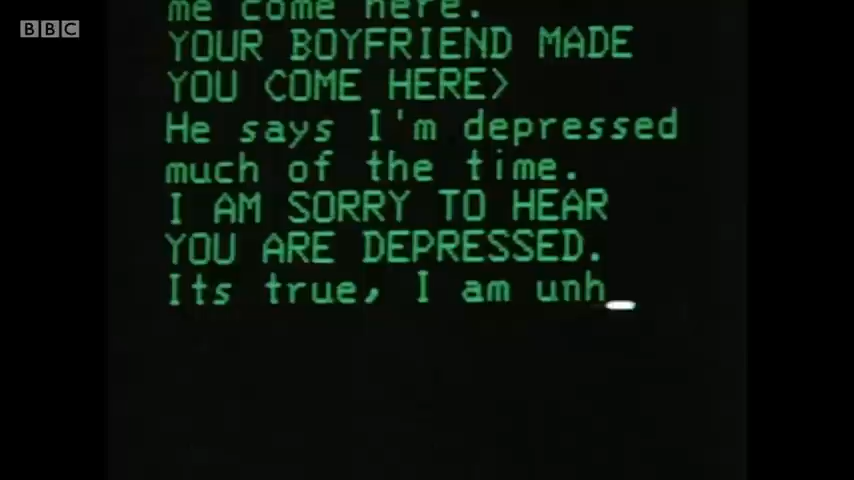 BBC
me come here.
YOUR BOYFRIEND MADE
YOU COME HERE>
He says I'm depressed
much of the time.
I AM SORRY TO HEAR
YOU ARE DEPRESSED.
Its true, I am unh_